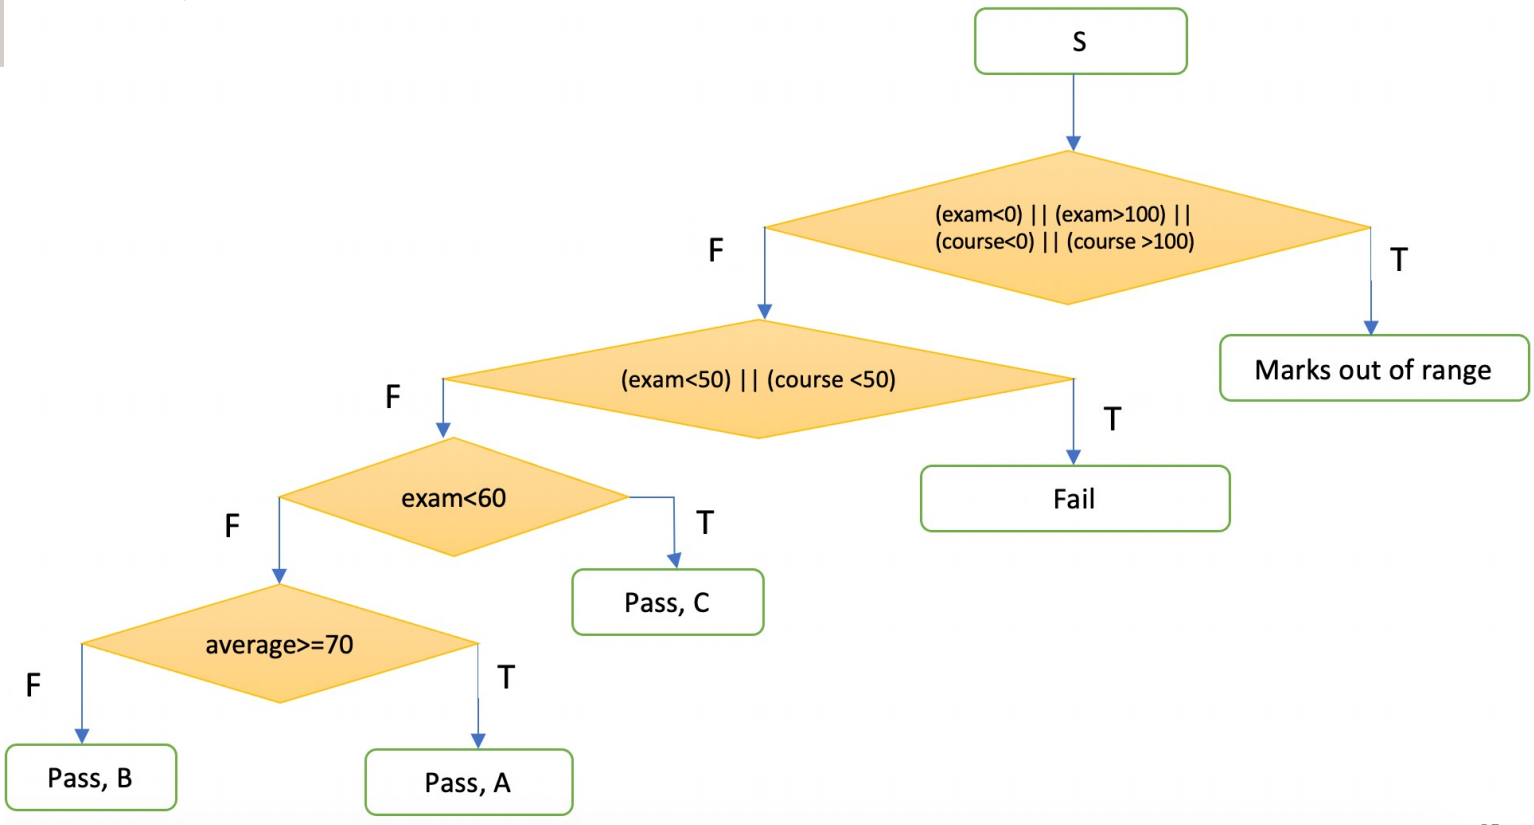 S
(exam<0) || (exam>100) ||
(course<0) || (course >100)
F
T
Marks out of range
(exam<50) || (course <50)
F
T
Fail
exam<60
F
T
Pass, C
average>=70
F
T
Pass, B
Pass, A